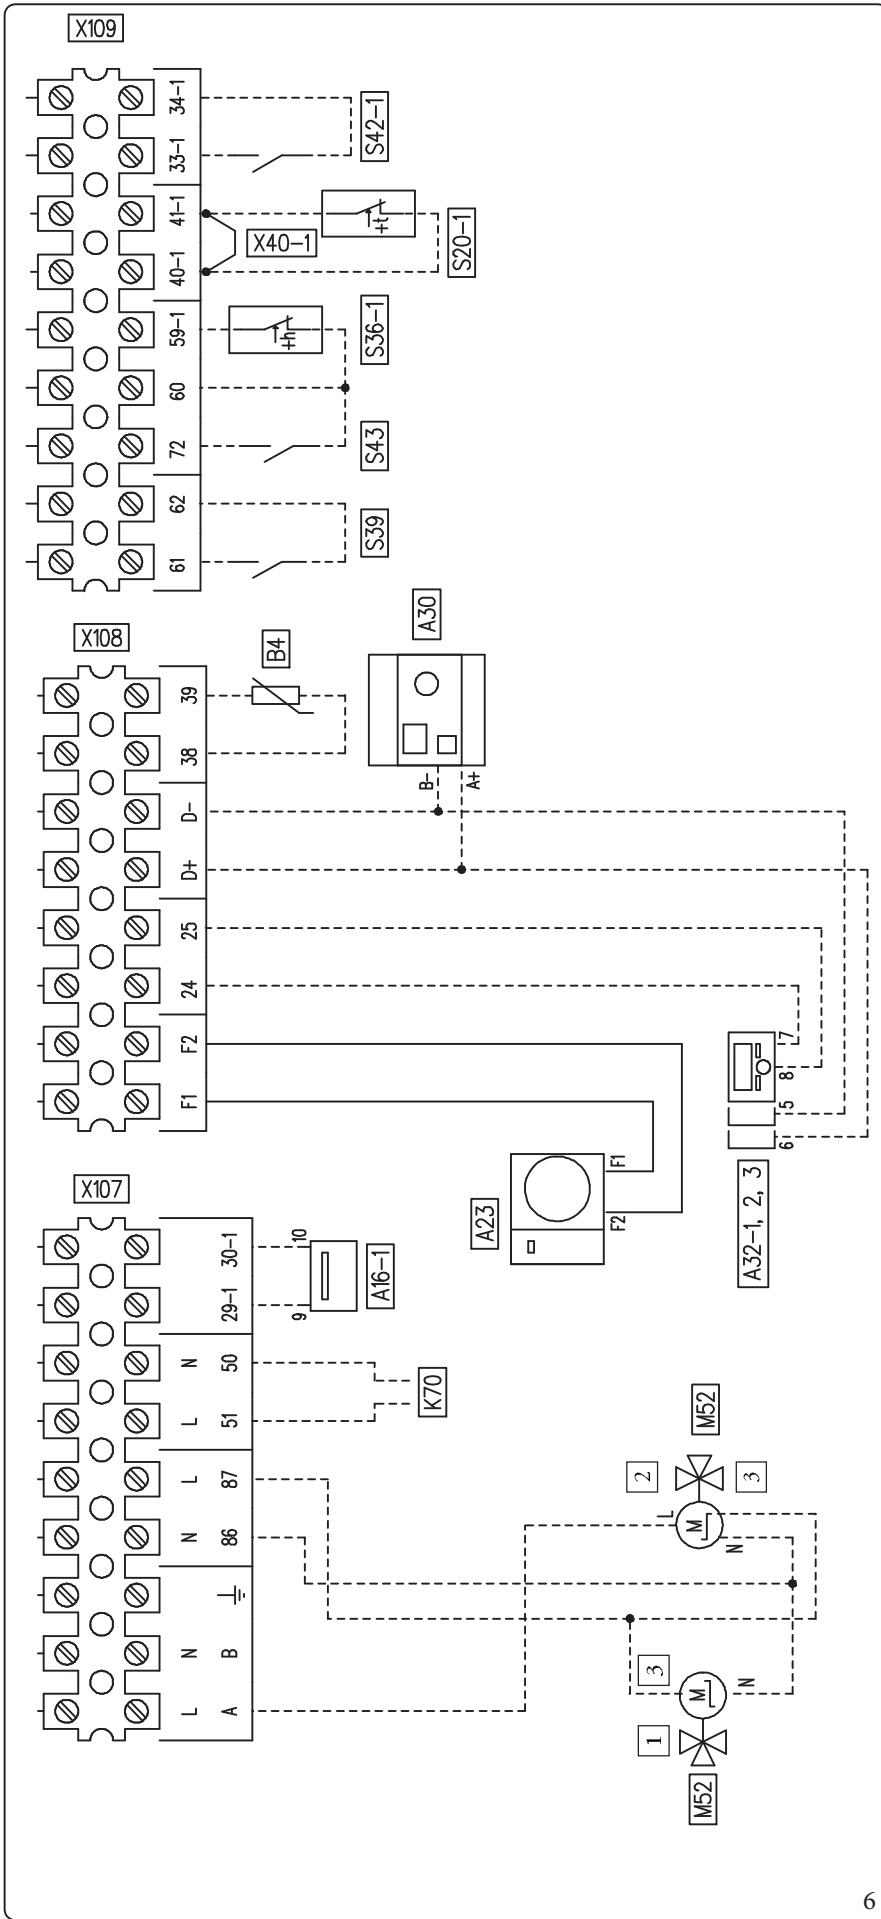 X109
34-1
33-1
41-1
40-1
59-1
60
72
62
61
S42-1
+t
X40-1
S20-1
+h
S36-1
S43
S39
X108
39
38
D-
D+
25
24
F2
F1
B4
A30
B-
A+
7
8
5
6
A32-1, 2, 3
A23
F1
F2
X107
30-1
29-1
N 50
L 51
L 87
N 86
N B
L A
10
9
A16-1
K70
M52
2
3
L
M
N
3
M
N
1
M52
6